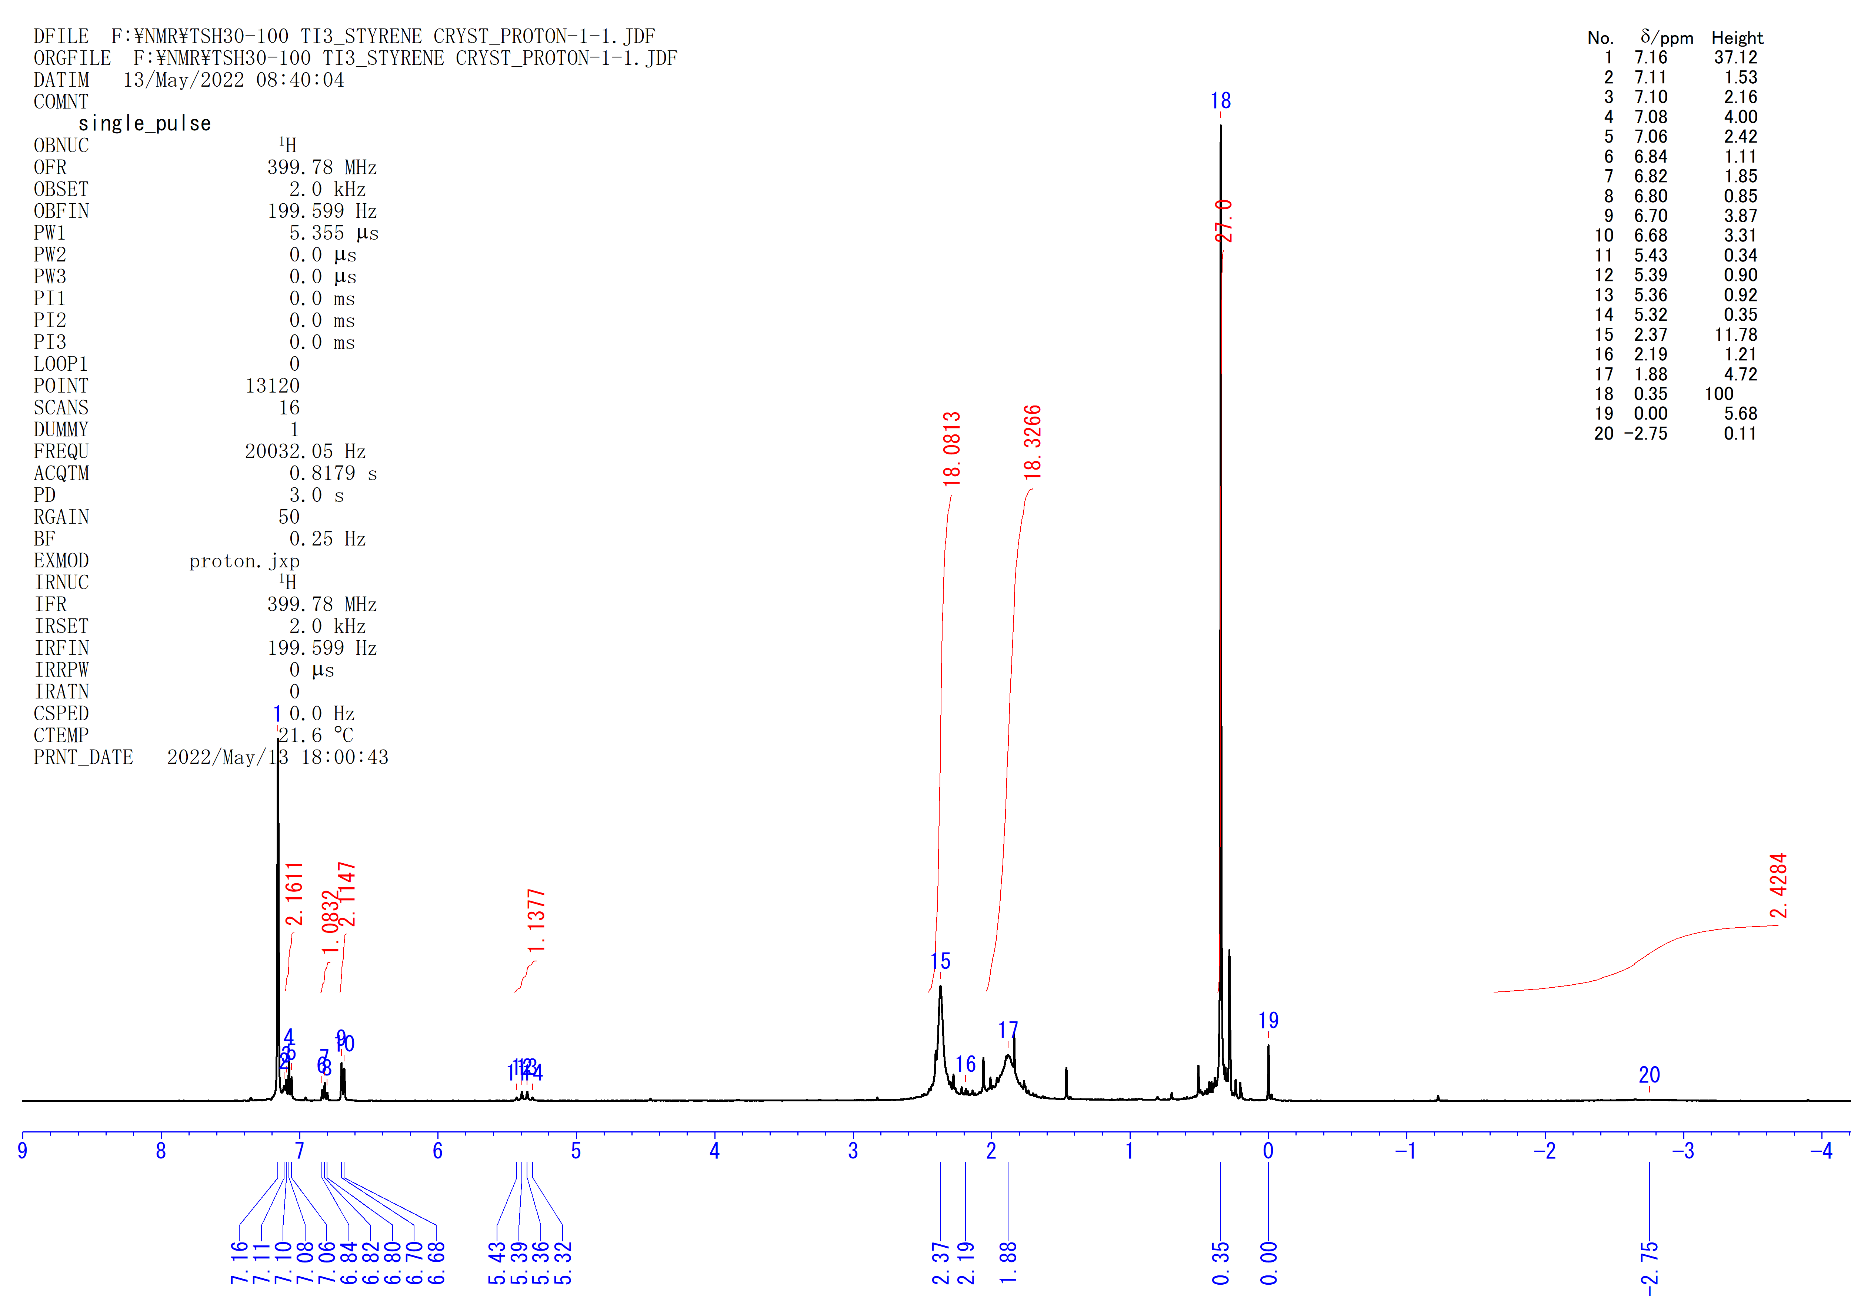 DFILE F:¥NMR¥TSH30-100 TI3_STYRENE CRYST_PROTON-1-1.JDF
ORGFILE F:¥NMR¥TSH30-100 TI3_STYRENE CRYST_PROTON-1-1.JDF
DATIM 13/May/2022 08:40:04
COMNT
single_pulse
OBNUC 1H
OFR 399.78 MHz
OBSET 2.0 kHz
OBFIN 199.599 Hz
PW1 5.355 μs
PW2 0.0 μs
PW3 0.0 μs
PI1 0.0 ms
PI2 0.0 ms
PI3 0.0 ms
LOOP1 0
POINT 13120
SCANS 16
DUMMY 1
FREQU 20032.05 Hz
ACQTM 0.8179 s
PD 3.0 s
RGAIN 50
BF 0.25 Hz
EXMOD proton.jxp
IRNUC 1H
IFR 399.78 MHz
IRSET 2.0 kHz
IRFIN 199.599 Hz
IRRPW 0 μs
IRATN 0
CSPED 0.0 Hz
CTEMP 21.6 °C
PRNT_DATE 2022/May/13 18:00:43
No. δ/ppm Height
1 7.16 37.12
2 7.11 1.53
3 7.10 2.16
4 7.08 4.00
5 7.06 2.42
6 6.84 1.11
7 6.82 1.85
8 6.80 0.85
9 6.70 3.87
10 6.68 3.31
11 5.43 0.34
12 5.39 0.90
13 5.36 0.92
14 5.32 0.35
15 2.37 11.78
16 2.19 1.21
17 1.88 4.72
18 0.35 100
19 0.00 5.68
20 -2.75 0.11
18
27.0
18.0813
18.3266
1
2.1611
1.0832
2.1147
1.1377
2.4284
15
16
17
19
20
4
2
7
6
8
9
10
9 8 7 6 5 4 3 2 1 0 -1 -2 -3 -4
7.16
7.11
7.10
7.08
7.06
6.84
6.82
6.80
6.70
6.68
5.43
5.39
5.36
5.32
2.37
2.19
1.88
0.35
0.00
-2.75